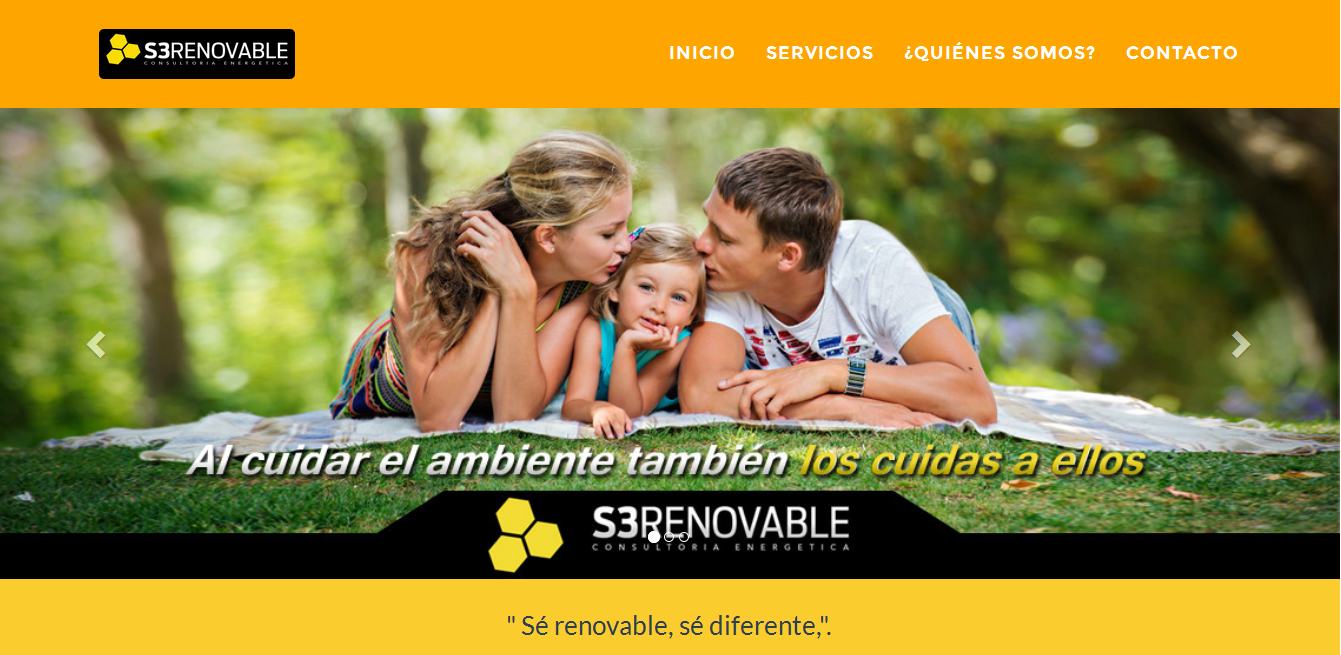 S3RENOVABLE
CONSULTORIA ENERGETICA
INICIO SERVICIOS ¿QUIÉNES SOMOS? CONTACTO
Al cuidar el ambiente también los cuidas a ellos
S3RENOVABLE
CONSULTORIA ENERGETICA
" Sé renovable, sé diferente,".